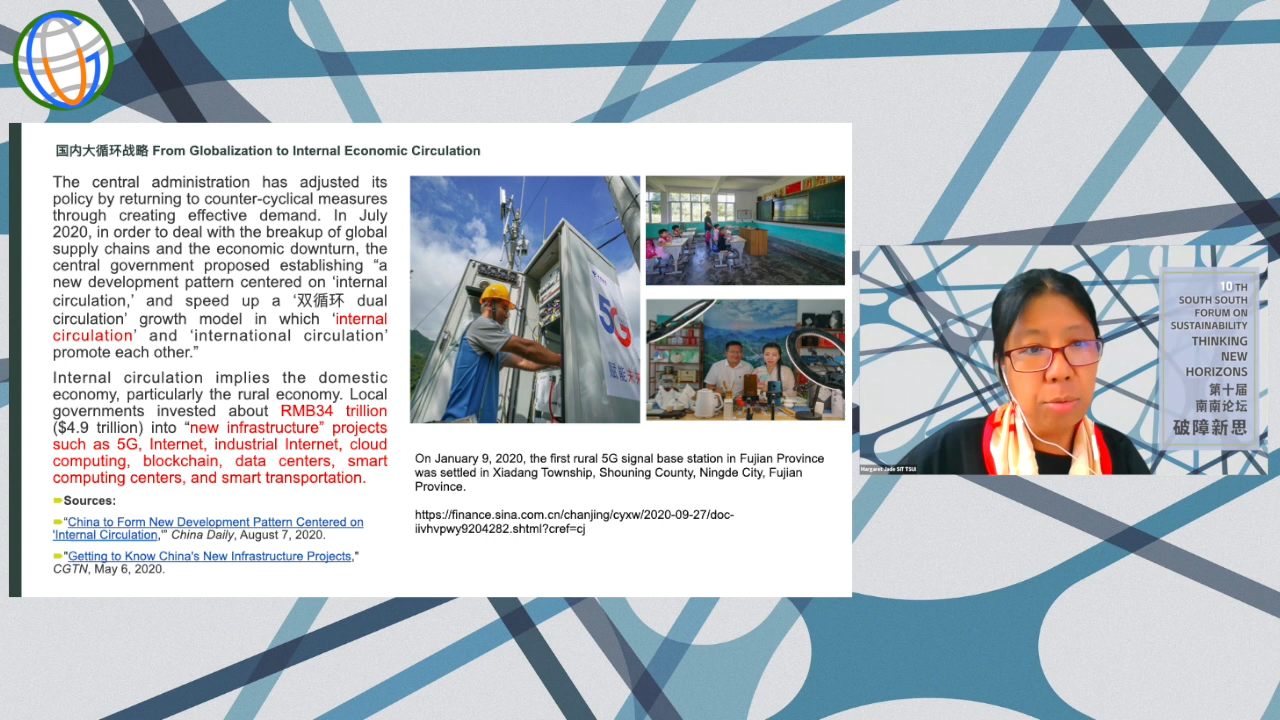 国内大循环战略 From Globalization to Internal Economic Circulation
The central administration has adjusted its
policy by returning to counter-cyclical measures
through creating effective demand. In July
2020, in order to deal with the breakup of global
supply chains and the economic downturn, the
central government proposed establishing “a
new development pattern centered on ‘internal
circulation,’ and speed up a ‘双循环 dual
circulation’ growth model in which ‘internal
circulation’ and ‘international circulation’
promote each other.”
Internal circulation implies the domestic
economy, particularly the rural economy. Local
governments invested about RMB34 trillion
($4.9 trillion) into “new infrastructure” projects
such as 5G, Internet, industrial Internet, cloud
computing, blockchain, data centers, smart
computing centers, and smart transportation.
Sources:
“China to Form New Development Pattern Centered on
'Internal Circulation,'” China Daily, August 7, 2020.
"Getting to Know China's New Infrastructure Projects,"
CGTN, May 6, 2020.
5G
赋能未来
On January 9, 2020, the first rural 5G signal base station in Fujian Province
was settled in Xiadang Township, Shouning County, Ningde City, Fujian
Province.
https://finance.sina.com.cn/chanjing/cyxw/2020-09-27/doc-
iivhvpwy9204282.shtml?cref=cj
10 TH
SOUTH SOUTH
FORUM ON
SUSTAINABILITY
THINKING
NEW
HORIZONS
第十届
南南论坛
破障新思
Margaret Jade SIT TSUI